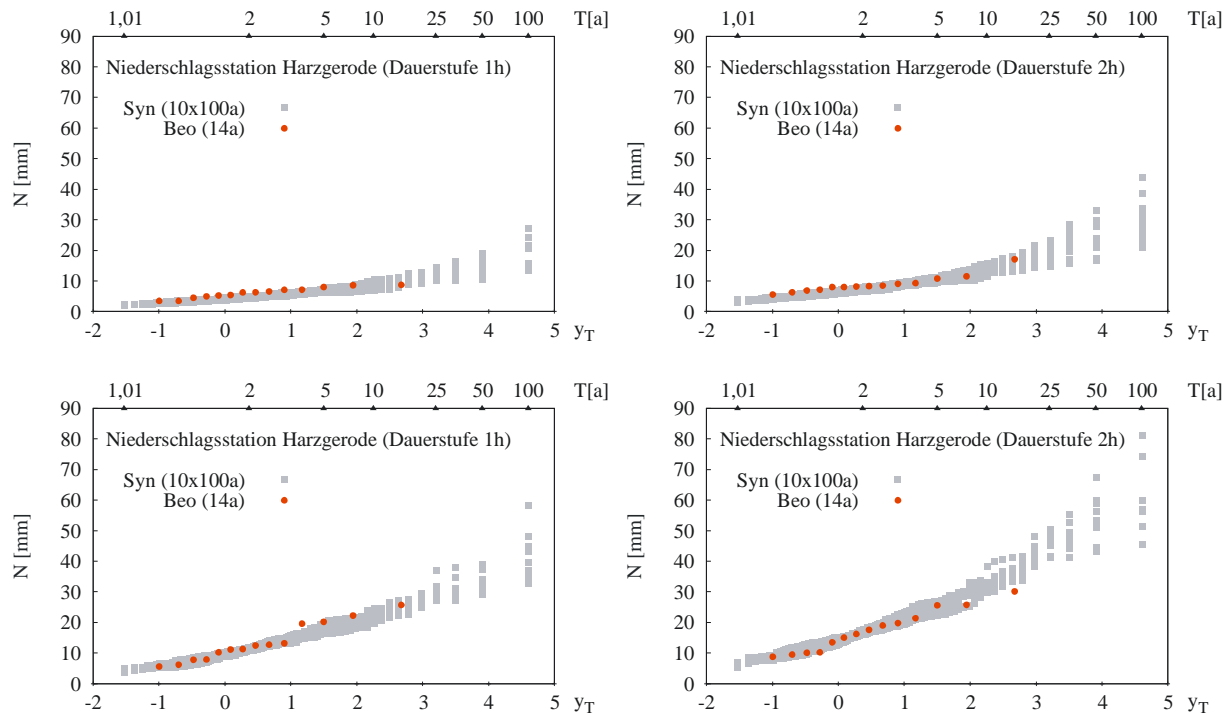 1,01 2 5 10 25 50 100 T[a]
90
Niederschlagsstation Harzgerode (Dauerstufe 1h)
80
70
Syn (10x100a)
60
Beo (14a)
50
N [mm]
40
30
20
10
0
-2 -1 0 1 2 3 4 5 y_T
1,01 2 5 10 25 50 100 T[a]
90
Niederschlagsstation Harzgerode (Dauerstufe 2h)
80
70
Syn (10x100a)
60
Beo (14a)
50
N [mm]
40
30
20
10
0
-2 -1 0 1 2 3 4 5 y_T
1,01 2 5 10 25 50 100 T[a]
90
Niederschlagsstation Harzgerode (Dauerstufe 1h)
80
70
Syn (10x100a)
60
Beo (14a)
50
N [mm]
40
30
20
10
0
-2 -1 0 1 2 3 4 5 y_T
1,01 2 5 10 25 50 100 T[a]
90
Niederschlagsstation Harzgerode (Dauerstufe 2h)
80
70
Syn (10x100a)
60
Beo (14a)
50
N [mm]
40
30
20
10
0
-2 -1 0 1 2 3 4 5 y_T